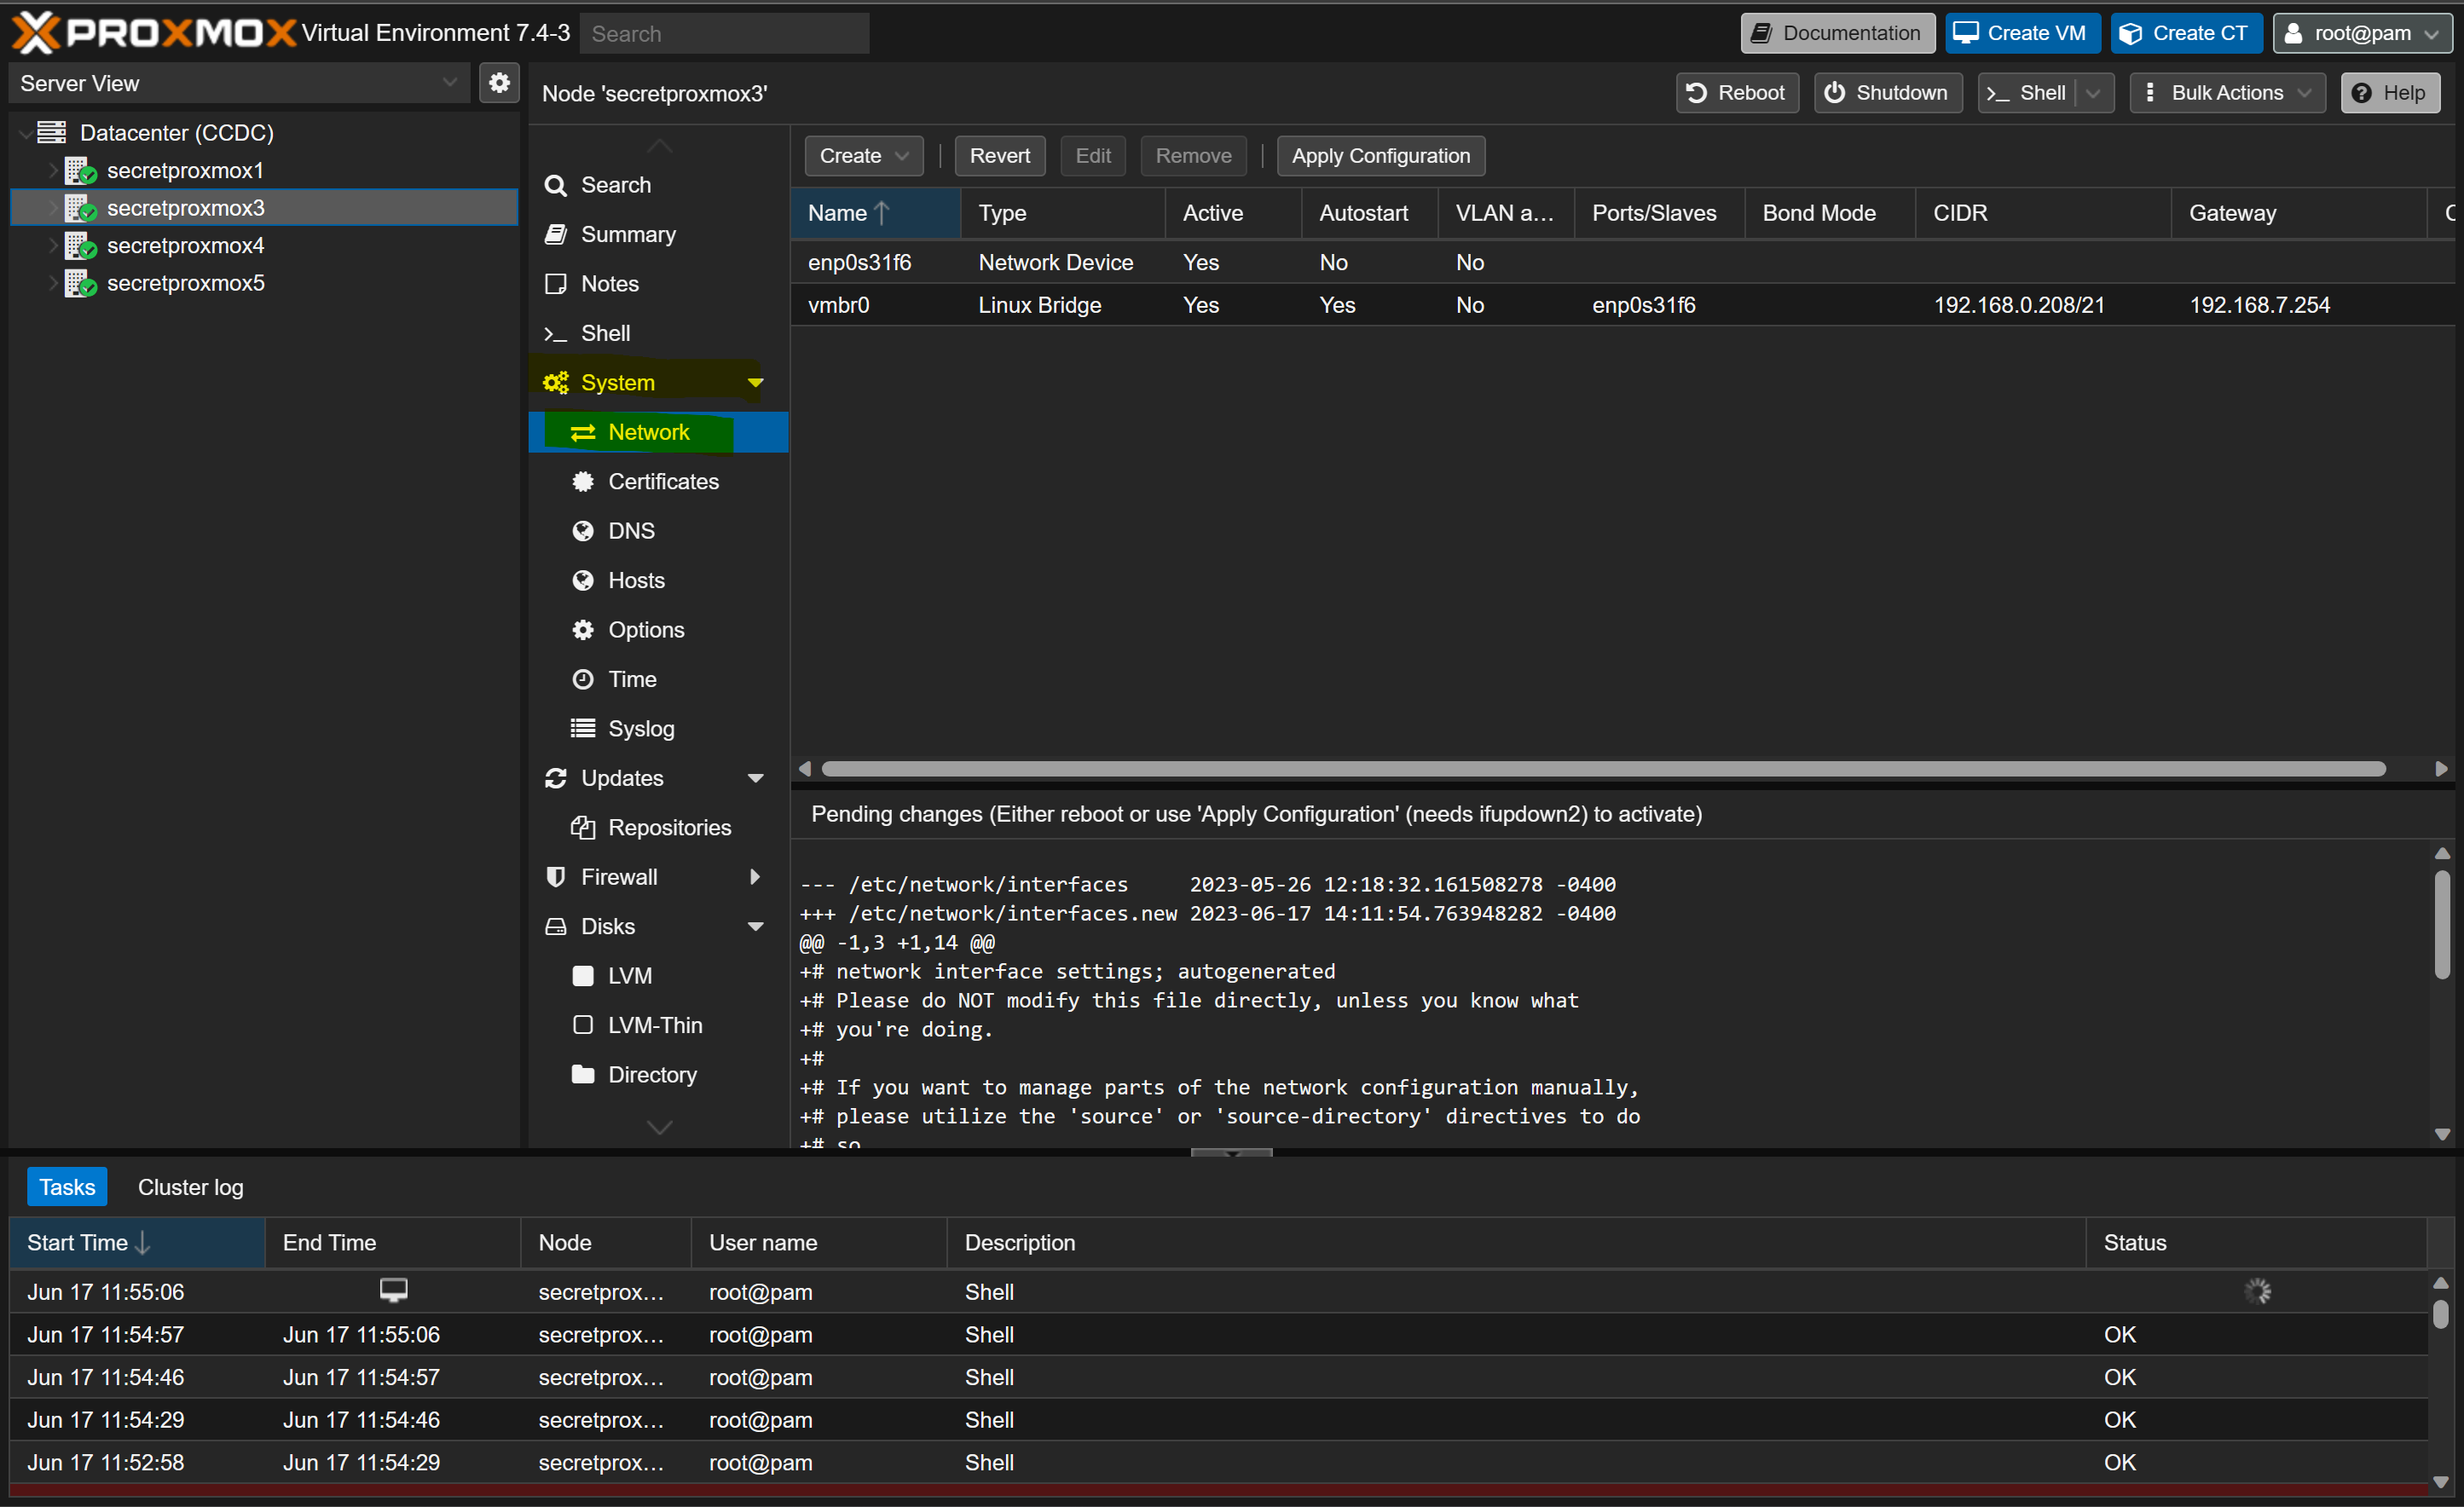 PROXMOX Virtual Environment 7.4-3 Search Documentation Create VM Create CT root@pam
Server View
Datacenter (CCDC)
secretproxmox1
secretproxmox3
secretproxmox4
secretproxmox5
Node 'secretproxmox3' Reboot Shutdown >_ Shell Bulk Actions Help
Search
Summary
Notes
>_ Shell
System
Network
Certificates
DNS
Hosts
Options
Time
Syslog
Updates
Repositories
Firewall
Disks
LVM
LVM-Thin
Directory
Create Revert Edit Remove Apply Configuration
Name Type Active Autostart VLAN a... Ports/Slaves Bond Mode CIDR Gateway
enp0s31f6 Network Device Yes No No
vmbr0 Linux Bridge Yes Yes No enp0s31f6 192.168.0.208/21 192.168.7.254
Pending changes (Either reboot or use 'Apply Configuration' (needs ifupdown2) to activate)
--- /etc/network/interfaces 2023-05-26 12:18:32.161508278 -0400
+++ /etc/network/interfaces.new 2023-06-17 14:11:54.763948282 -0400
@@ -1,3 +1,14 @@
+# network interface settings; autogenerated
+# Please do NOT modify this file directly, unless you know what
+# you're doing.
+#
+# If you want to manage parts of the network configuration manually,
+# please utilize the 'source' or 'source-directory' directives to do
+# so
Tasks Cluster log
Start Time End Time Node User name Description Status
Jun 17 11:55:06 secretprox... root@pam Shell
Jun 17 11:54:57 Jun 17 11:55:06 secretprox... root@pam Shell OK
Jun 17 11:54:46 Jun 17 11:54:57 secretprox... root@pam Shell OK
Jun 17 11:54:29 Jun 17 11:54:46 secretprox... root@pam Shell OK
Jun 17 11:52:58 Jun 17 11:54:29 secretprox... root@pam Shell OK